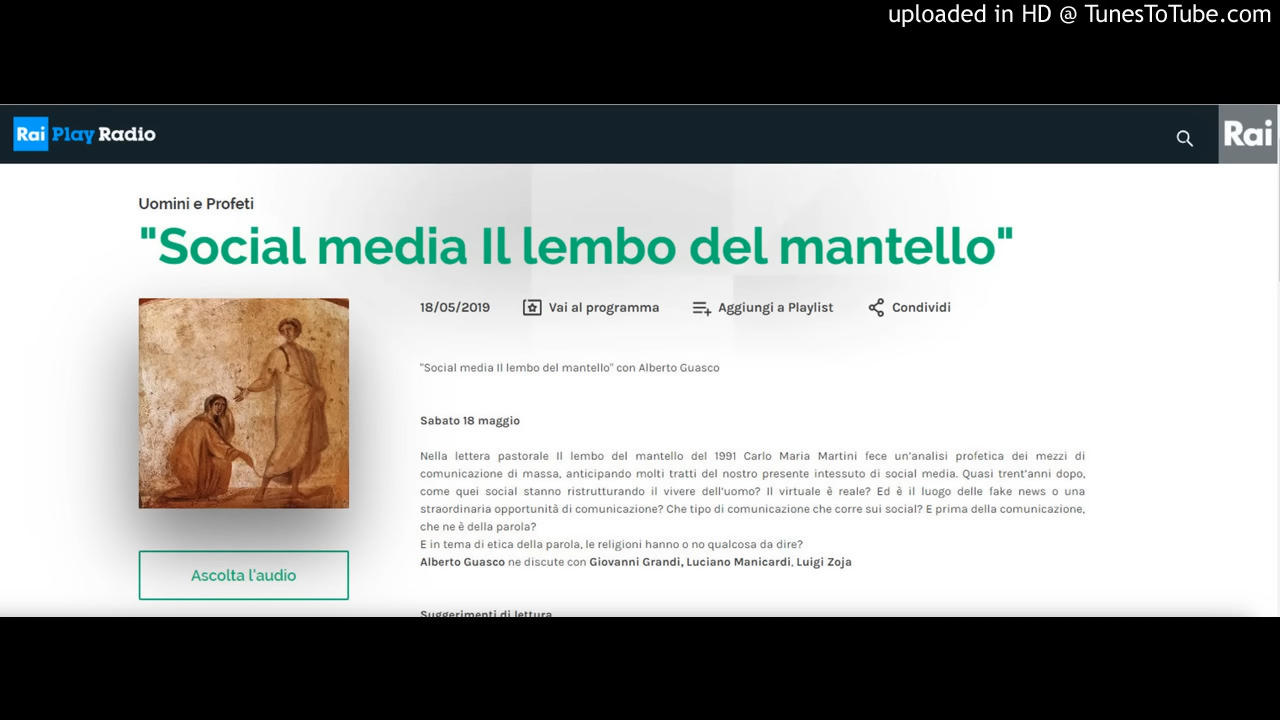 uploaded in HD @ TunesToTube.com
Rai Play Radio
Rai
Uomini e Profeti
"Social media Il lembo del mantello"
18/05/2019 Vai al programma Aggiungi a Playlist Condividi
"Social media Il lembo del mantello" con Alberto Guasco
Sabato 18 maggio
Nella lettera pastorale Il lembo del mantello del 1991 Carlo Maria Martini fece un'analisi profetica dei mezzi di
comunicazione di massa, anticipando molti tratti del nostro presente intessuto di social media. Quasi trent'anni dopo,
come quei social stanno ristrutturando il vivere dell'uomo? Il virtuale è reale? Ed è il luogo delle fake news o una
straordinaria opportunità di comunicazione? Che tipo di comunicazione che corre sui social? E prima della comunicazione,
che ne è della parola?
E in tema di etica della parola, le religioni hanno o no qualcosa da dire?
Alberto Guasco ne discute con Giovanni Grandi, Luciano Manicardi, Luigi Zoja
Ascolta l'audio
Suggerimenti di lettura